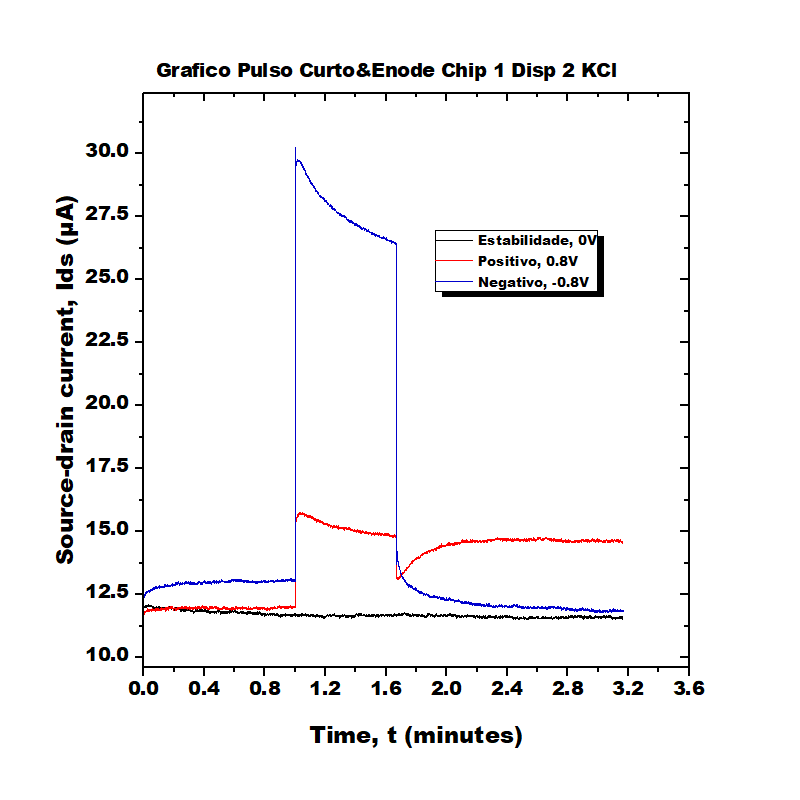 Grafico Pulso Curto&Enode Chip 1 Disp 2 KCl
Source-drain current, Ids (µA)
30.0
27.5
25.0
22.5
20.0
17.5
15.0
12.5
10.0
Estabilidade, 0V
Positivo, 0.8V
Negativo, -0.8V
0.0 0.4 0.8 1.2 1.6 2.0 2.4 2.8 3.2 3.6
Time, t (minutes)